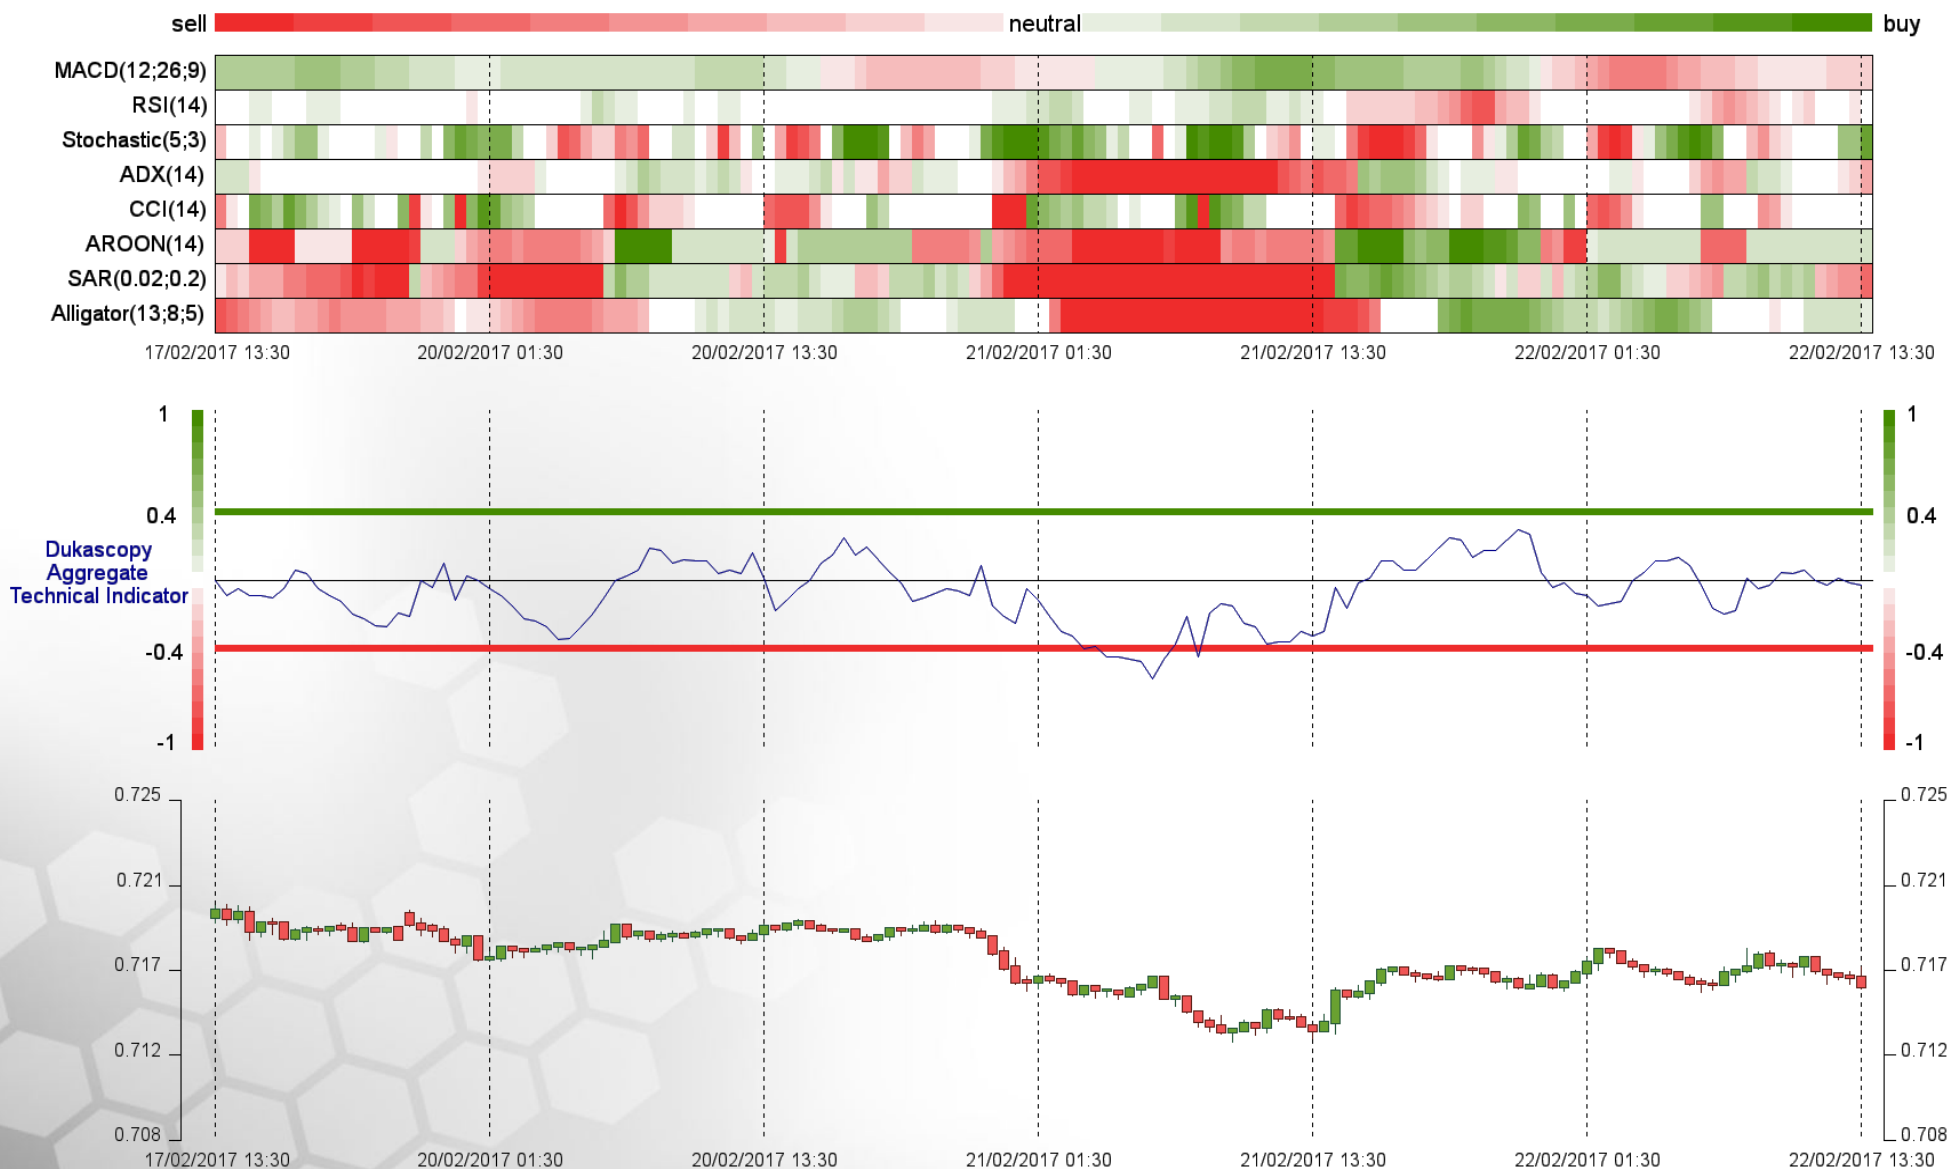 sell neutral buy
MACD(12;26;9)
RSI(14)
Stochastic(5;3)
ADX(14)
CCI(14)
AROON(14)
SAR(0.02;0.2)
Alligator(13;8;5)
17/02/2017 13:30 20/02/2017 01:30 20/02/2017 13:30 21/02/2017 01:30 21/02/2017 13:30 22/02/2017 01:30 22/02/2017 13:30
1 1
0.4 0.4
Dukascopy
Aggregate
Technical Indicator
-0.4 -0.4
-1 -1
0.725 0.725
0.721 0.721
0.717 0.717
0.712 0.712
0.708 0.708
17/02/2017 13:30 20/02/2017 01:30 20/02/2017 13:30 21/02/2017 01:30 21/02/2017 13:30 22/02/2017 01:30 22/02/2017 13:30